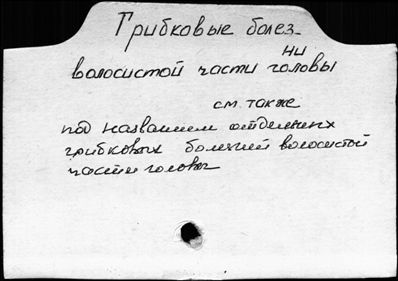 Грибковые болез-
ни
волосистой части головы
см. также
под названием отдельных
грибковых болезней волосистой
части головы